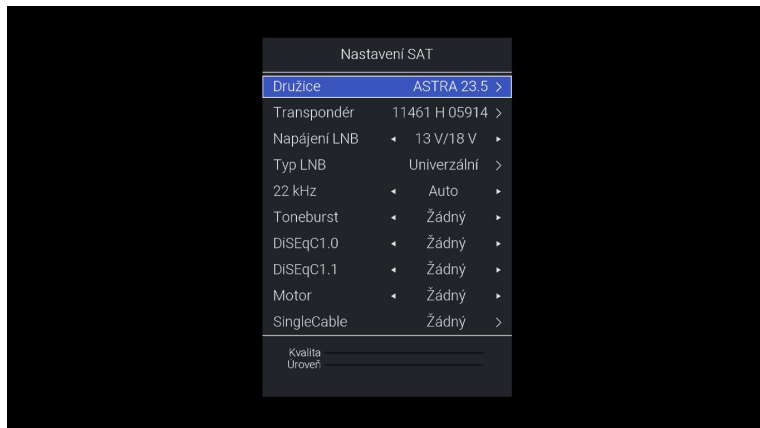 Nastavení SAT
Družice ASTRA 23.5 >
Transpondér 11461 H 05914 >
Napájení LNB ◂ 13 V/18 V ▸
Typ LNB Univerzální >
22 kHz ◂ Auto ▸
Toneburst ◂ Žádný ▸
DiSEqC1.0 ◂ Žádný ▸
DiSEqC1.1 ◂ Žádný ▸
Motor ◂ Žádný ▸
SingleCable Žádný >
Kvalita
Úroveň